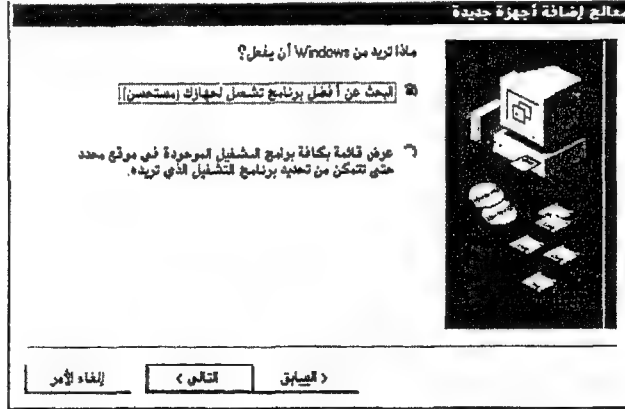 معالج إضافة أجهزة جديدة
ماذا تريد من Windows أن يفعل؟
البحث عن أفضل برنامج تشغيل لجهازك (مستحسن)
عرض قائمة بكافة برامج التشغيل الموجودة في موقع محدد
حتى تتمكن من تحديد برنامج التشغيل الذي تريده.
< السابق
التالي >
إلغاء الأمر